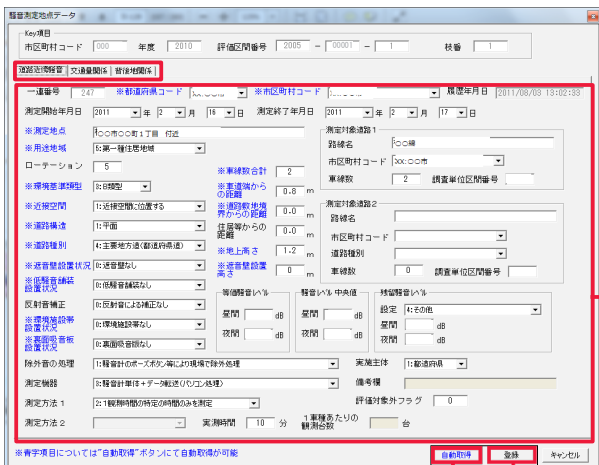 騒音測定地点データ
Key項目
市区町村コード 000 年度 2010 評価区間番号 2005 － 00001 － 1 枝番 1
道路近傍騒音 交通量関係 背後地関係
一連番号 247 ※都道府県コード ※市区町村コード 履歴年月日 2011/08/03 13:02:33
測定開始年月日 2011 年 2 月 16 日 測定終了年月日 2011 年 2 月 17 日
※測定地点 ○○市○○町1丁目 付近
※用途地域 5:第一種住居地域
ローテーション 5
※環境基準類型 3:B類型
※近接空間 1:近接空間に位置する
※道路構造 1:平面
※道路種別 4:主要地方道(都道府県道)
※遮音壁設置状況 0:遮音壁なし
※低騒音舗装設置状況 0:低騒音舗装なし
反射音補正 0:反射音による補正なし
※環境施設帯設置状況 0:環境施設帯なし
※裏面吸音板設置状況 0:裏面吸音版なし
※車線数合計 2
※車道端からの距離 0.8 m
※道路敷地境界からの距離 0.0 m
住居等からの距離 0.0 m
※地上高さ 1.2 m
※遮音壁設置高さ 0 m
測定対象道路1
路線名 ○○線
市区町村コード XX:○○市
車線数 2 調査単位区間番号
測定対象道路2
路線名
市区町村コード
道路種別
車線数 0 調査単位区間番号
等価騒音レベル
昼間 dB
夜間 dB
騒音レベル 中央値
昼間 dB
夜間 dB
残留騒音レベル
設定 4:その他
昼間 dB
夜間 dB
除外音の処理 1:騒音計のポーズボタン等により現場で除外処理 実施主体 1:都道府県
測定機器 3:騒音計単体+データ転送(パソコン処理) 備考欄
測定方法1 2:1観測時間の特定の時間のみを測定 評価対象外フラグ 0
測定方法2 実測時間 10 分 1車種あたりの観測台数 台
※青字項目については"自動取得"ボタンにて自動取得が可能
自動取得 登録 キャンセル